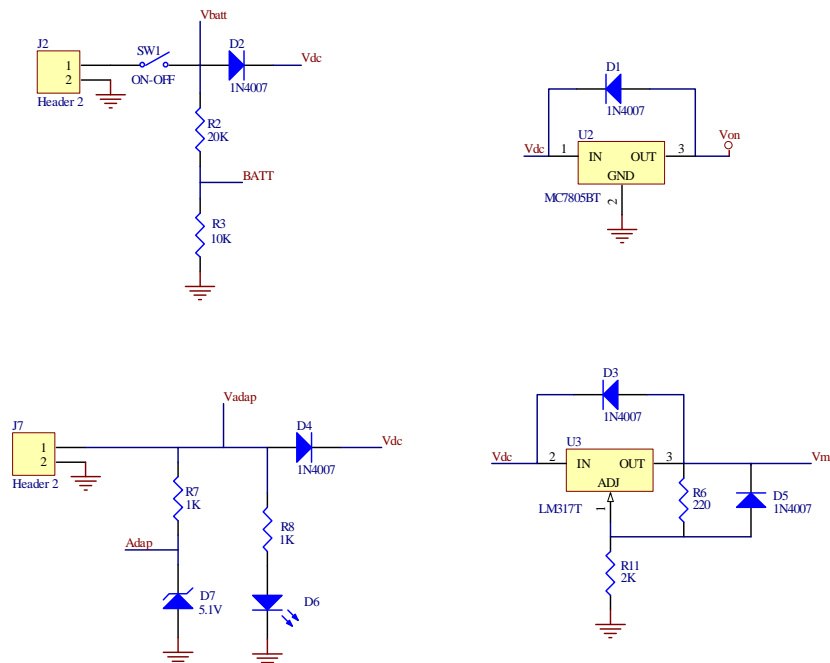 Vbatt
J2
1
2
Header 2
SW1
ON-OFF
D2
1N4007
Vdc
R2
20K
BATT
R3
10K
D1
1N4007
U2
Vdc
1
IN
OUT
3
Von
GND
MC7805BT
2
Vadap
J7
1
2
Header 2
D4
1N4007
Vdc
R7
1K
R8
1K
Adap
D7
5.1V
D6
D3
1N4007
U3
Vdc
2
IN
OUT
3
Vm
ADJ
LM317T
1
R6
220
D5
1N4007
R11
2K